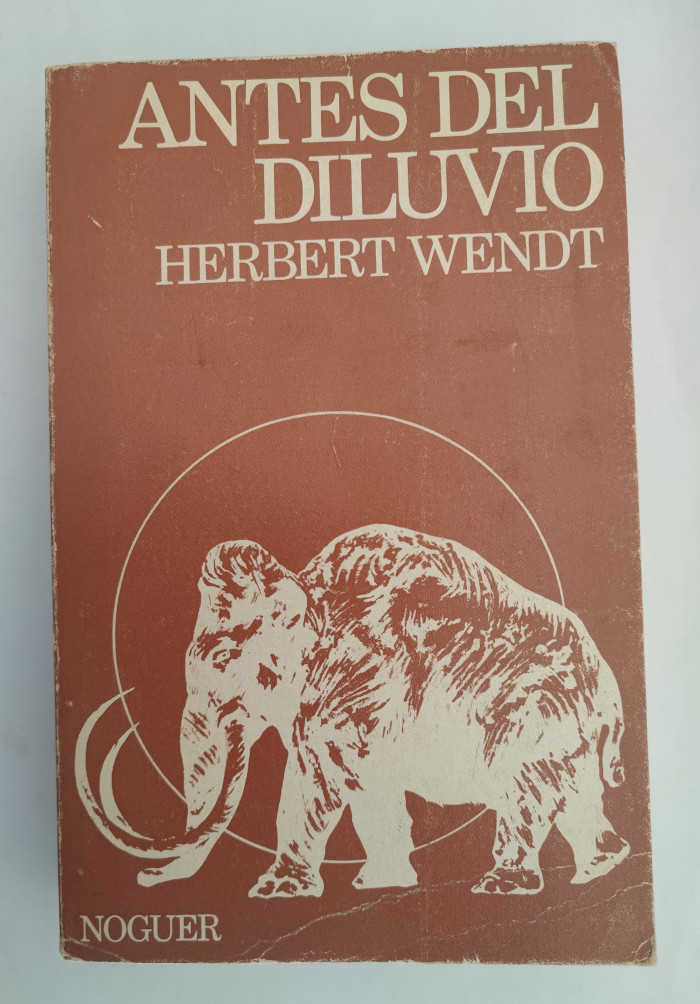 ANTES DEL
DILUVIO
HERBERT WENDT
NOGUER